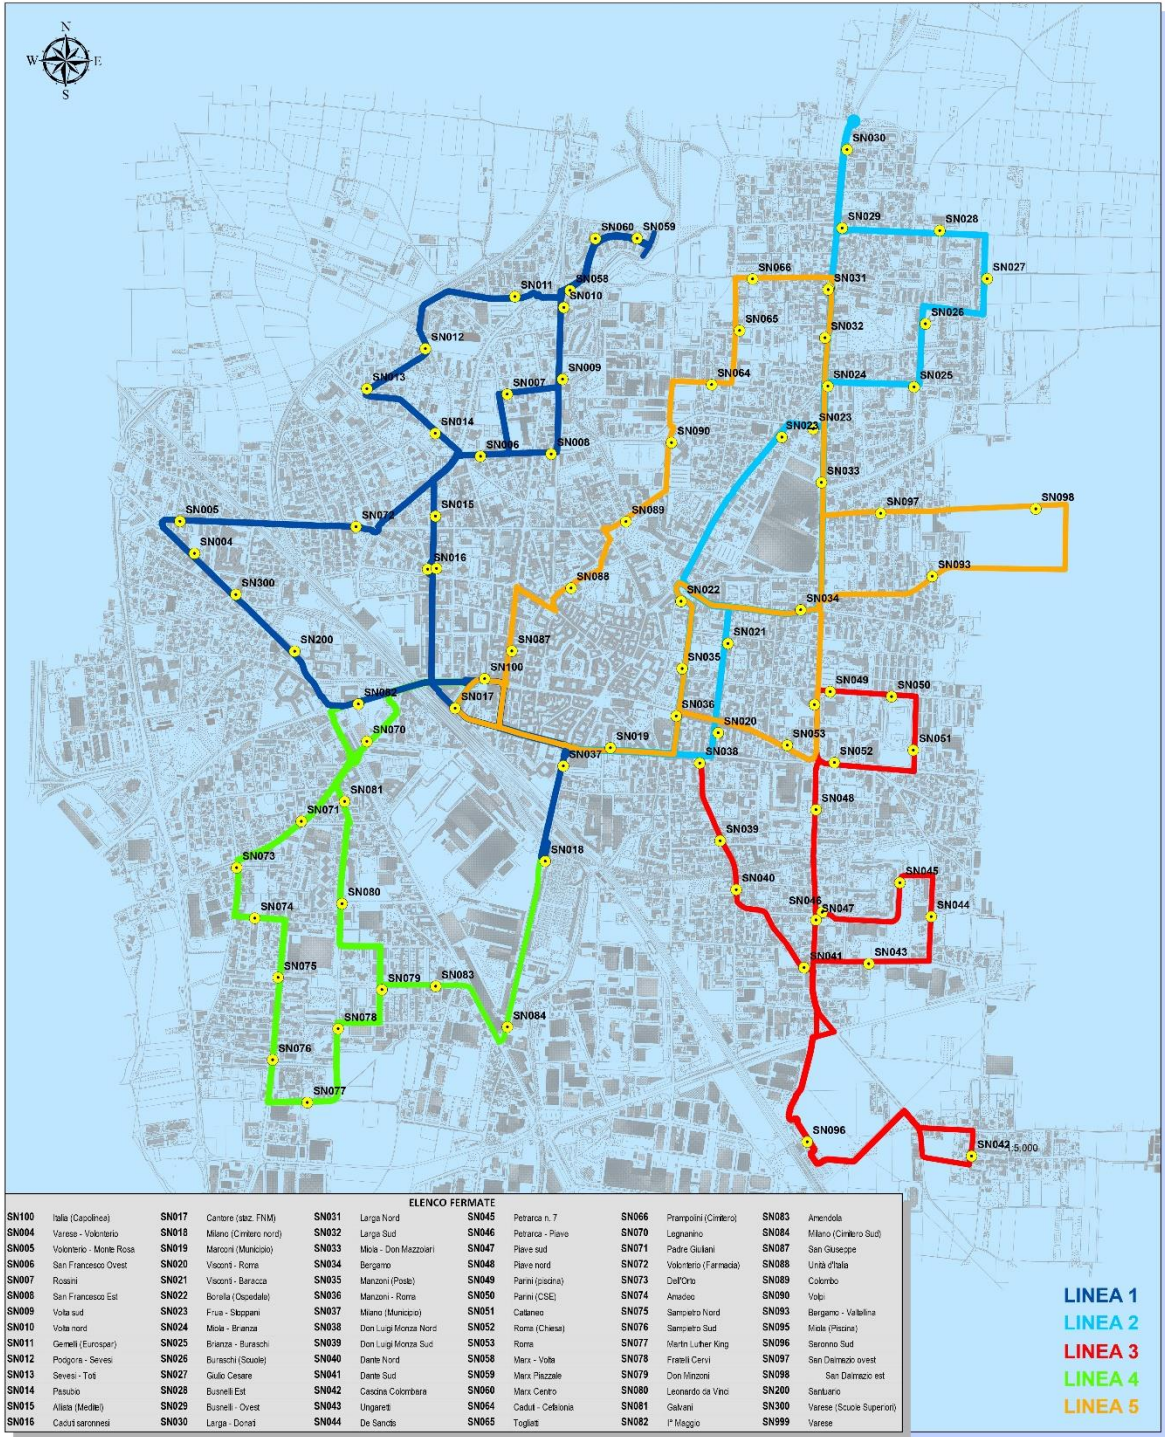 N
W E
S
SN030
SN029
SN028
SN060
SN059
SN027
SN066
SN058
SN031
SN011
SN010
SN026
SN065
SN032
SN012
SN009
SN064
SN024
SN025
SN007
SN013
SN014
SN023
SN023
SN090
SN006
SN008
SN033
SN015
SN097
SN098
SN005
SN072
SN089
SN004
SN016
SN093
SN300
SN088
SN022
SN034
SN200
SN087
SN021
SN035
SN100
SN049
SN050
SN082
SN017
SN036
SN070
SN019
SN020
SN053
SN051
SN037
SN038
SN052
SN081
SN071
SN048
SN039
SN073
SN018
SN040
SN045
SN080
SN074
SN046
SN047
SN044
SN075
SN079
SN083
SN041
SN043
SN078
SN084
SN076
SN077
SN096
SN042
5.000
ELENCO FERMATE
SN100 Italia (Capolinea) SN017 Cantore (staz. FNM) SN031 Larga Nord SN045 Petrarca n. 7 SN066 Prampolini (Cimitero) SN083 Amendola
SN004 Varese - Volonterio SN018 Milano (Cimitero nord) SN032 Larga Sud SN046 Petrarca - Piave SN070 Legnanino SN084 Milano (Cimitero Sud)
SN005 Volonterio - Monte Rosa SN019 Marconi (Municipio) SN033 Miola - Don Mazzolari SN047 Piave sud SN071 Padre Giuliani SN087 San Giuseppe
SN006 San Francesco Ovest SN020 Visconti - Roma SN034 Bergamo SN048 Piave nord SN072 Volonterio (Farmacia) SN088 Unità d'Italia
SN007 Rossini SN021 Visconti - Baracca SN035 Manzoni (Posta) SN049 Parini (piscina) SN073 Dell'Orto SN089 Colombo
SN008 San Francesco Est SN022 Borella (Ospedale) SN036 Manzoni - Roma SN050 Parini (CSE) SN074 Amadeo SN090 Volpi
SN009 Volta sud SN023 Frua - Stoppani SN037 Milano (Municipio) SN051 Cattaneo SN075 Sampietro Nord SN093 Bergamo - Valtellina
SN010 Volta nord SN024 Miola - Brianza SN038 Don Luigi Monza Nord SN052 Roma (Chiesa) SN076 Sampietro Sud SN095 Miola (Piscina)
SN011 Gemelli (Eurospar) SN025 Brianza - Buraschi SN039 Don Luigi Monza Sud SN053 Roma SN077 Martin Luther King SN096 Saronno Sud
SN012 Podgora - Sevesi SN026 Buraschi (Scuole) SN040 Dante Nord SN058 Marx - Volta SN078 Fratelli Cervi SN097 San Dalmazio ovest
SN013 Sevesi - Toti SN027 Giulio Cesare SN041 Dante Sud SN059 Marx Piazzale SN079 Don Minzoni SN098 San Dalmazio est
SN014 Pasubio SN028 Busnelli Est SN042 Cascina Colombara SN060 Marx Centro SN080 Leonardo da Vinci SN200 Santuario
SN015 Aliata (Meditel) SN029 Busnelli - Ovest SN043 Ungaretti SN064 Caduti - Cefalonia SN081 Galvani SN300 Varese (Scuole Superiori)
SN016 Caduti saronnesi SN030 Larga - Donati SN044 De Sanctis SN065 Togliatti SN082 I° Maggio SN999 Varese
LINEA 1
LINEA 2
LINEA 3
LINEA 4
LINEA 5